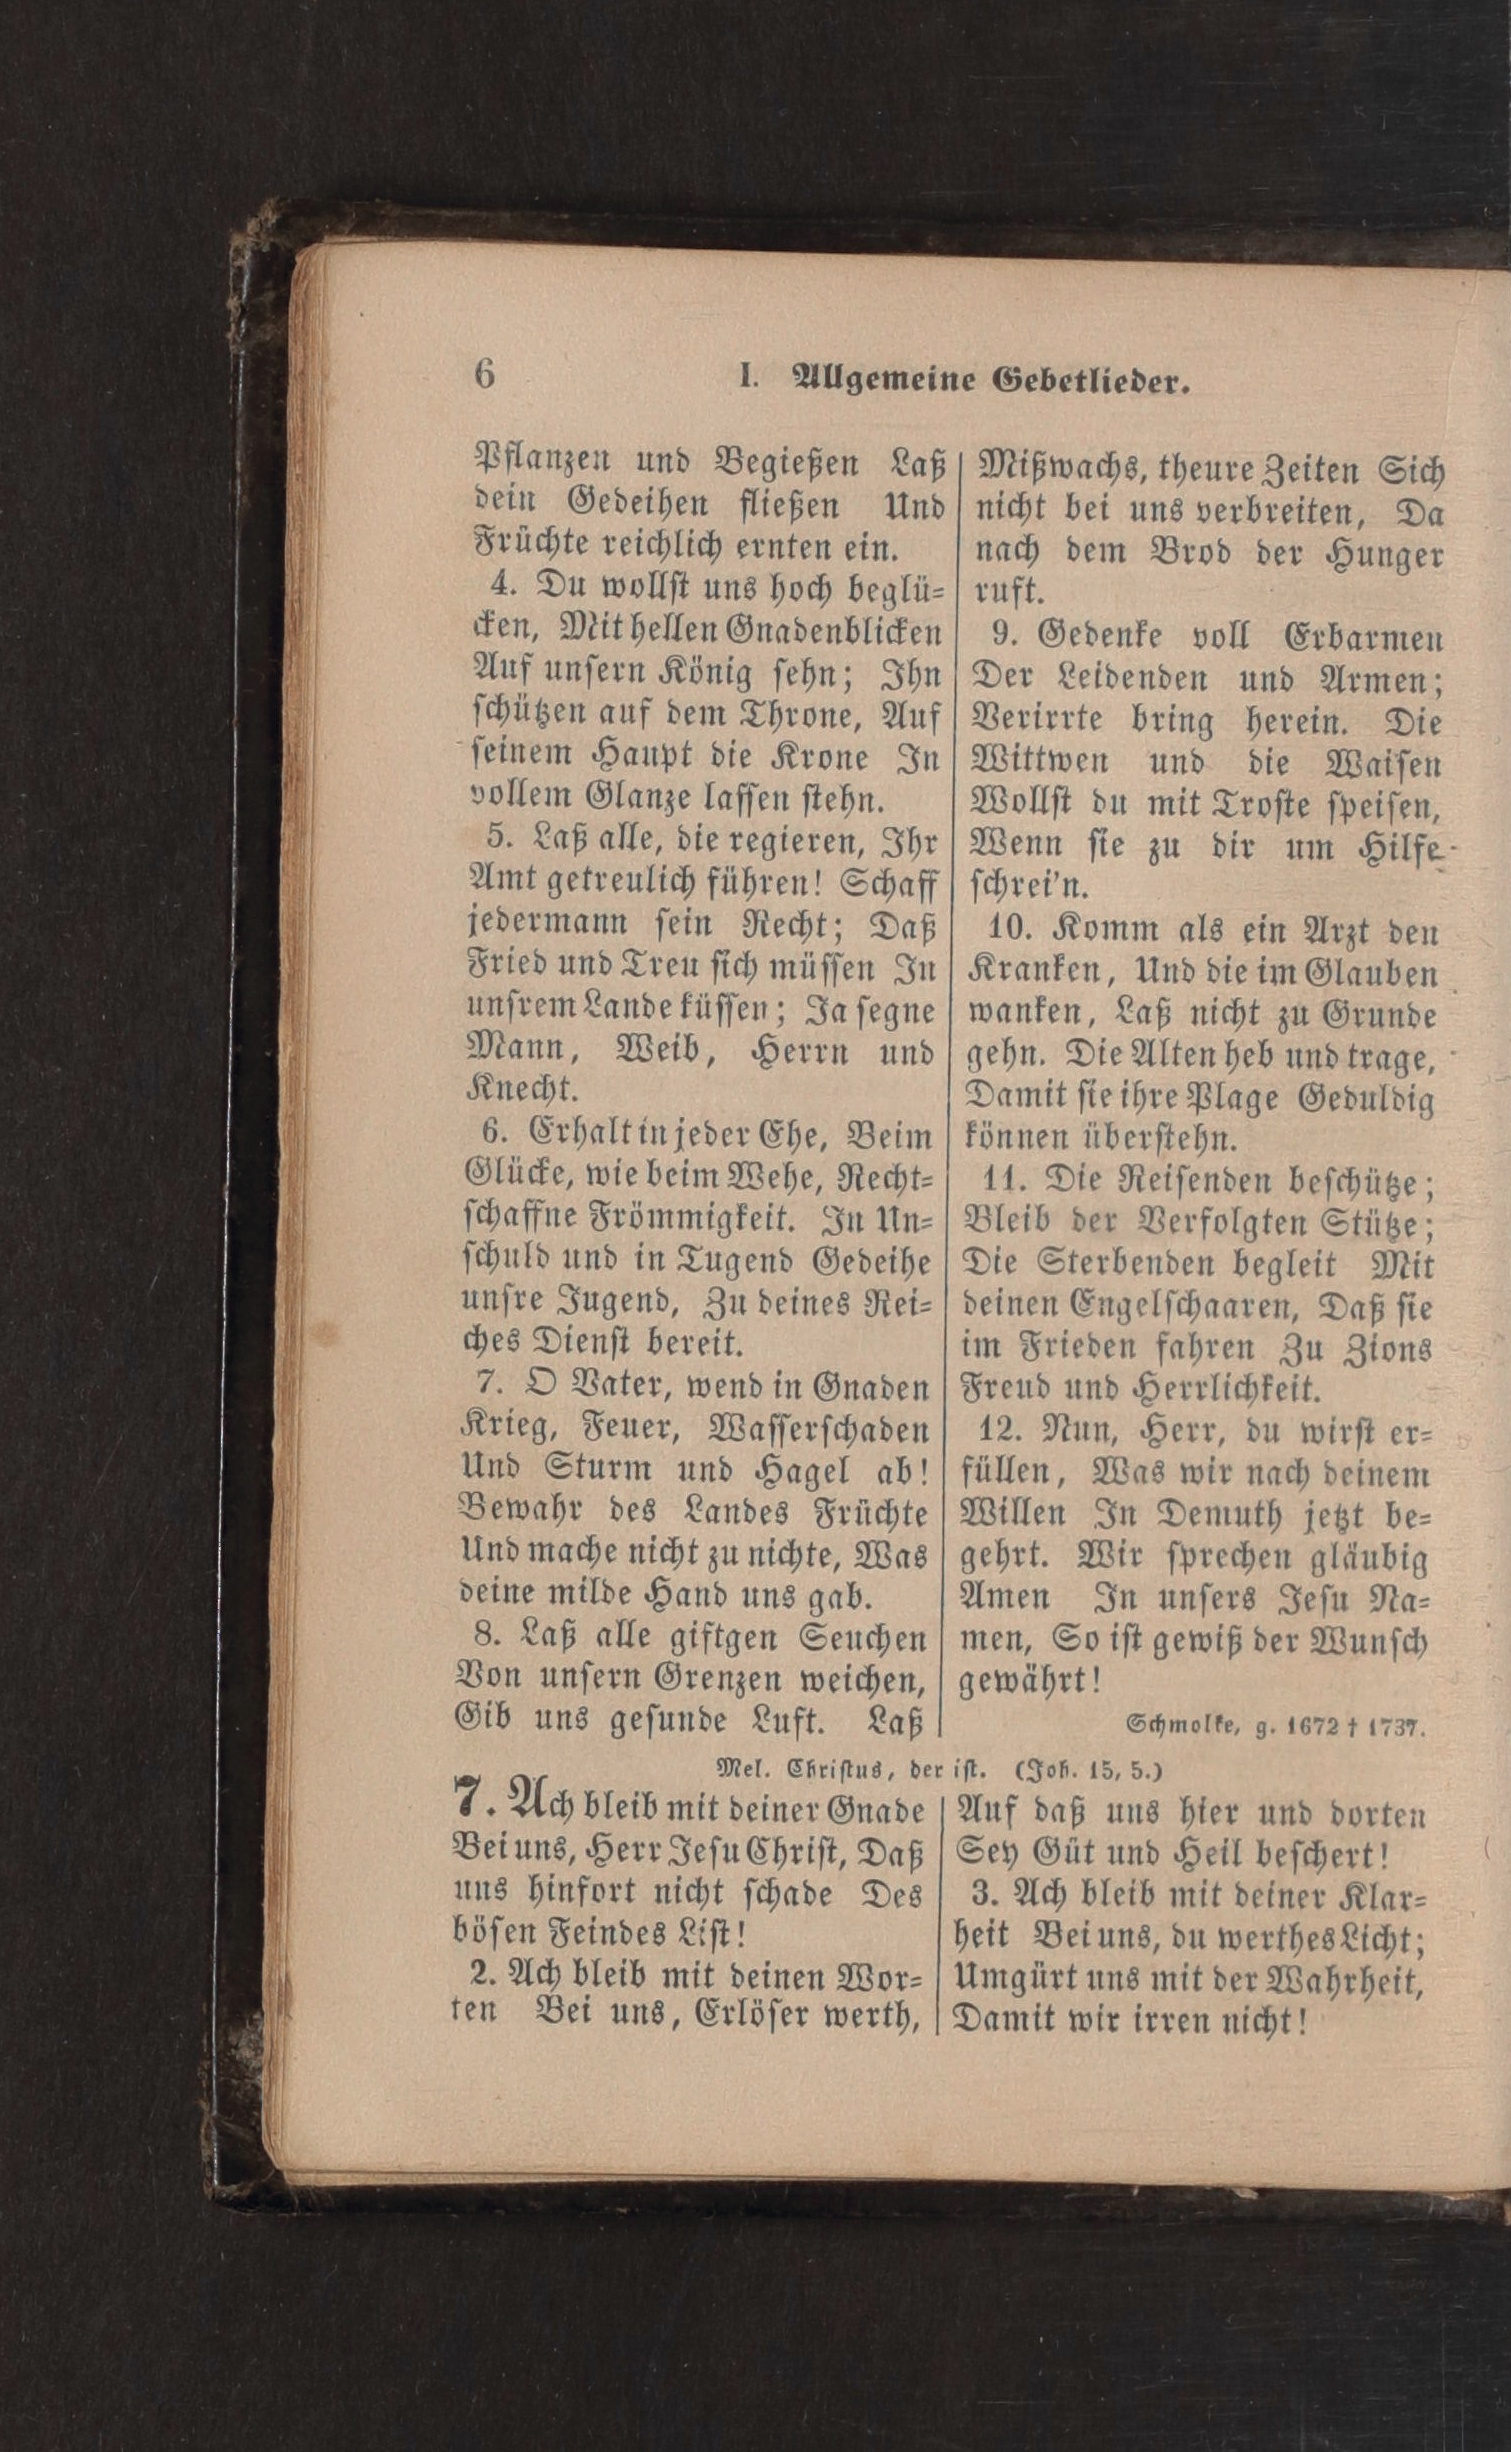 6
I. Allgemeine Gebetlieder.
Pflanzen und Begießen Laß
dein Gedeihen fließen Und
Früchte reichlich ernten ein.
4. Du wollst uns hoch beglü-
cken, Mit hellen Gnadenblicken
Auf unsern König sehn; Ihn
schützen auf dem Throne, Auf
seinem Haupt die Krone In
vollem Glanze lassen stehn.
5. Laß alle, die regieren, Ihr
Amt getreulich führen! Schaff
jedermann sein Recht; Daß
Fried und Treu sich müssen In
unsrem Lande küssen; Ja segne
Mann, Weib, Herrn und
Knecht.
6. Erhalt in jeder Ehe, Beim
Glücke, wie beim Wehe, Recht-
schaffne Frömmigkeit. In Un-
schuld und in Tugend Gedeihe
unsre Jugend, Zu deines Rei-
ches Dienst bereit.
7. O Vater, wend in Gnaden
Krieg, Feuer, Wasserschaden
Und Sturm und Hagel ab!
Bewahr des Landes Früchte
Und mache nicht zu nichte, Was
deine milde Hand uns gab.
8. Laß alle giftgen Seuchen
Von unsern Grenzen weichen,
Gib uns gesunde Luft. Laß
Mißwachs, theure Zeiten Sich
nicht bei uns verbreiten, Da
nach dem Brod der Hunger
ruft.
9. Gedenke voll Erbarmen
Der Leidenden und Armen;
Verirrte bring herein. Die
Wittwen und die Waisen
Wollst du mit Troste speisen,
Wenn sie zu dir um Hilfe
schrei'n.
10. Komm als ein Arzt den
Kranken, Und die im Glauben
wanken, Laß nicht zu Grunde
gehn. Die Alten heb und trage,
Damit sie ihre Plage Geduldig
können überstehn.
11. Die Reisenden beschütze;
Bleib der Verfolgten Stütze;
Die Sterbenden begleit Mit
deinen Engelschaaren, Daß sie
im Frieden fahren Zu Zions
Freud und Herrlichkeit.
12. Nun, Herr, du wirst er-
füllen, Was wir nach deinem
Willen In Demuth jetzt be-
gehrt. Wir sprechen gläubig
Amen In unsers Jesu Na-
men, So ist gewiß der Wunsch
gewährt!
Schmolke, g. 1672 † 1737.
Mel. Christus, der ist. (Joh. 15, 5.)
7. Ach bleib mit deiner Gnade
Bei uns, Herr Jesu Christ, Daß
uns hinfort nicht schade Des
bösen Feindes List!
2. Ach bleib mit deinen Wor-
ten Bei uns, Erlöser werth,
Auf daß uns hier und dorten
Sey Güt und Heil beschert!
3. Ach bleib mit deiner Klar-
heit Bei uns, du werthes Licht;
Umgürt uns mit der Wahrheit,
Damit wir irren nicht!